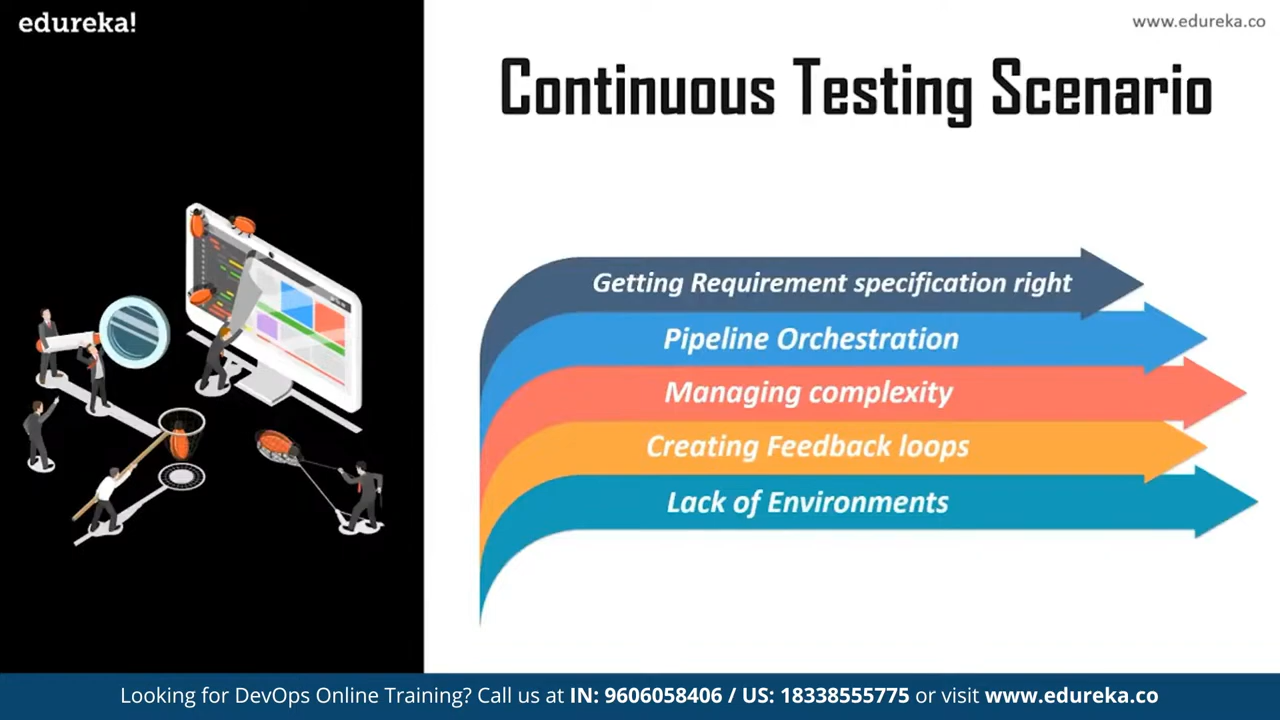 edureka!
www.edureka.co
Continuous Testing Scenario
Getting Requirement specification right
Pipeline Orchestration
Managing complexity
Creating Feedback loops
Lack of Environments
Looking for DevOps Online Training? Call us at IN: 9606058406 / US: 18338555775 or visit www.edureka.co